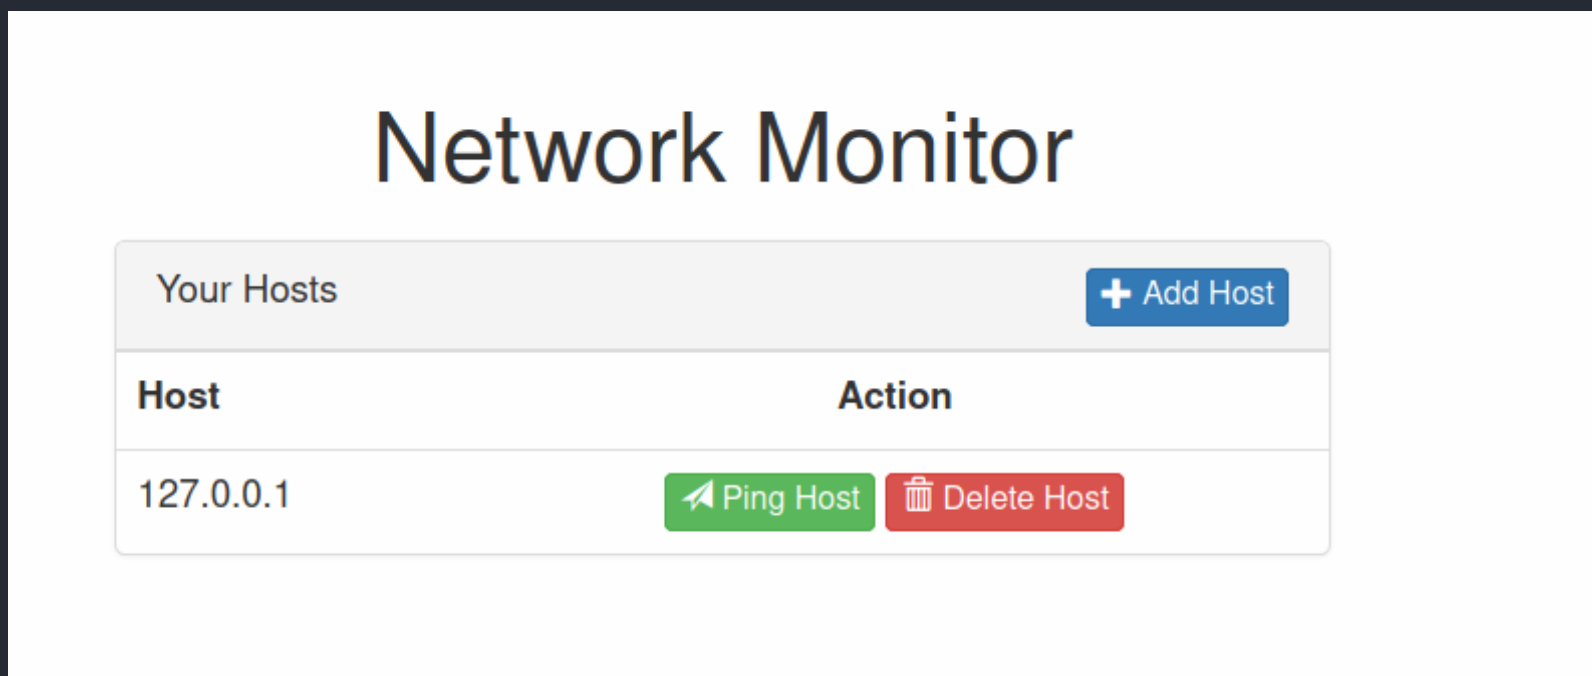 Network Monitor
Your Hosts Add Host
Host Action
127.0.0.1 Ping Host Delete Host